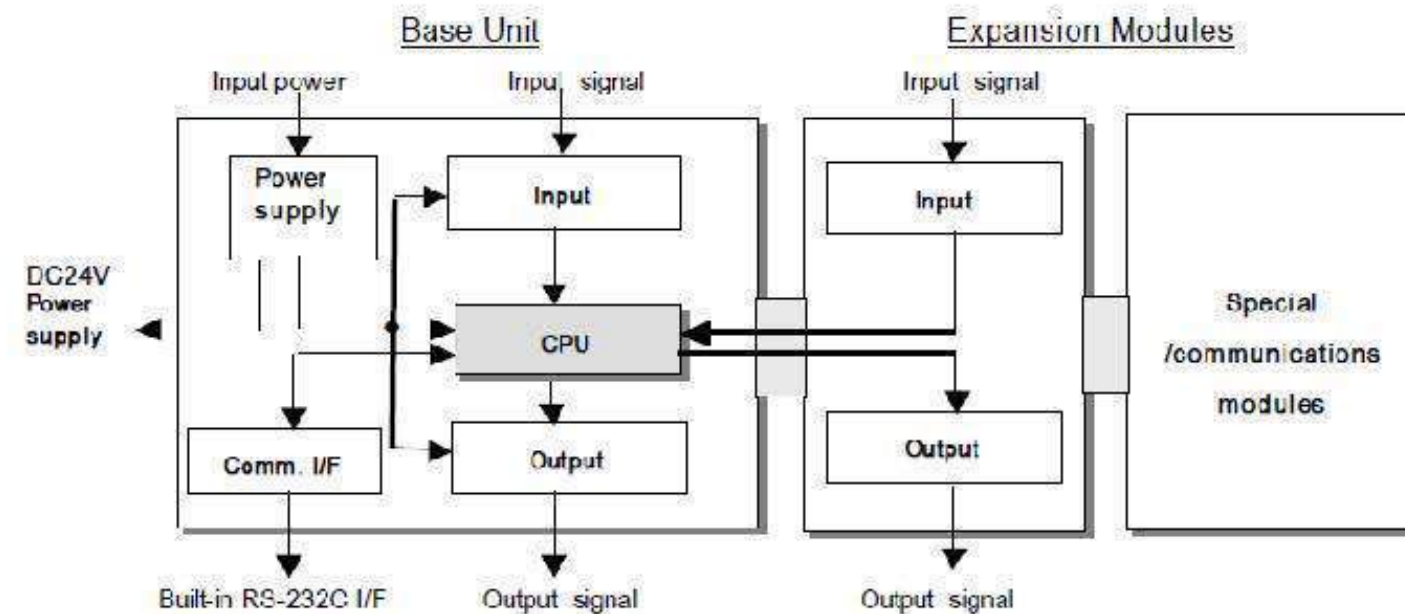 Base Unit
Expansion Modules
Input power
Input signal
Input signal
Power
supply
Input
Input
DC24V
Power
supply
CPU
Special
/communications
modules
Comm. I/F
Output
Output
Built-in RS-232C I/F
Output signal
Output signal